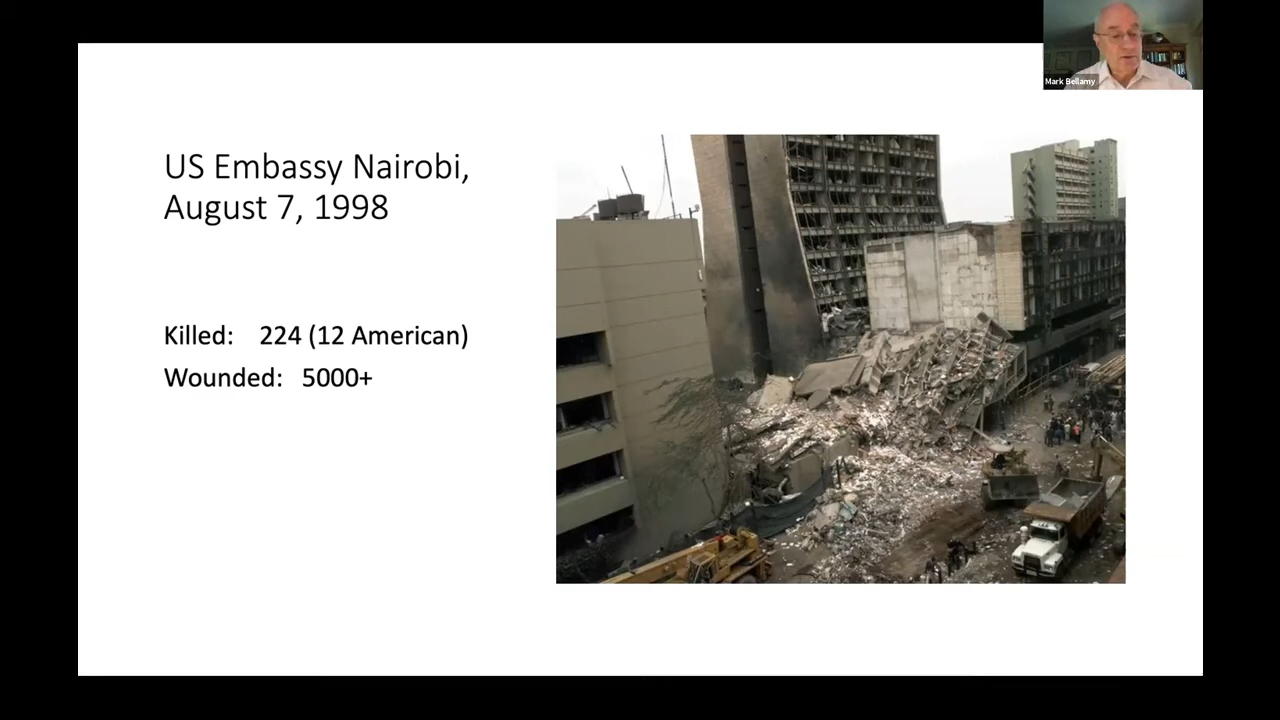 Mark Bellamy
US Embassy Nairobi,
August 7, 1998
Killed: 224 (12 American)
Wounded: 5000+